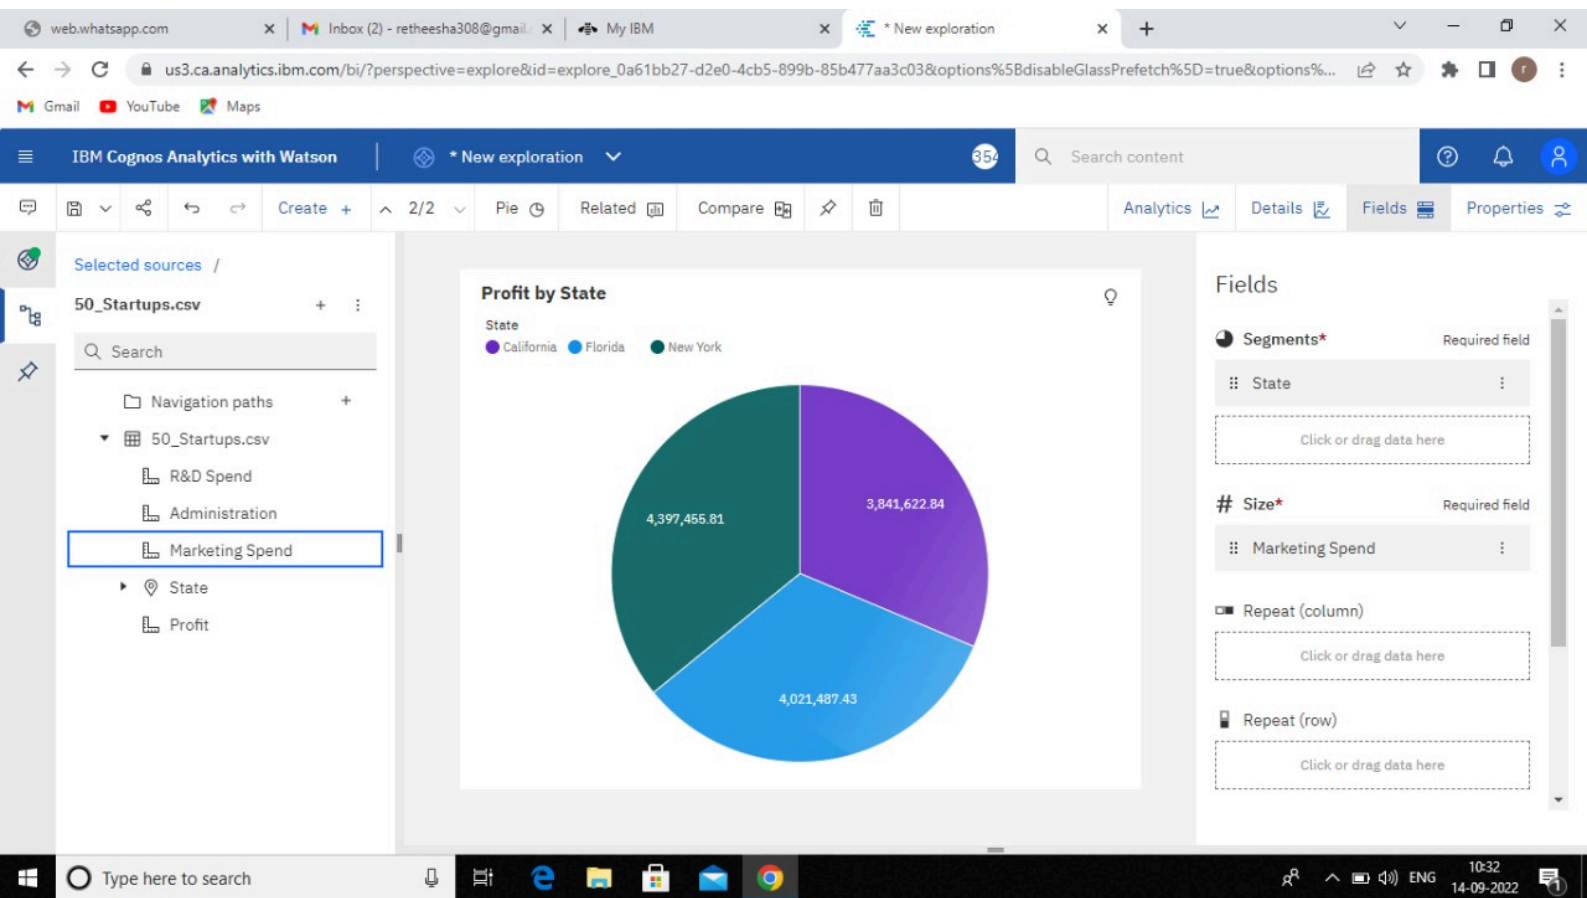 web.whatsapp.com
Inbox (2) - retheesha308@gmail.
My IBM
* New exploration
us3.ca.analytics.ibm.com/bi/?perspective=explore&id=explore_0a61bb27-d2e0-4cb5-899b-85b477aa3c03&options%5BdisableGlassPrefetch%5D=true&options%...
r
Gmail YouTube Maps
IBM Cognos Analytics with Watson
* New exploration
354
Search content
Create + 2/2 Pie Related Compare
Analytics Details Fields Properties
Selected sources /
50_Startups.csv
Search
Navigation paths
50_Startups.csv
R&D Spend
Administration
Marketing Spend
State
Profit
Profit by State
State
California Florida New York
4,397,455.81
3,841,622.84
4,021,487.43
Fields
Segments* Required field
State
Click or drag data here
# Size* Required field
Marketing Spend
Repeat (column)
Click or drag data here
Repeat (row)
Click or drag data here
Type here to search
ENG
10:32
14-09-2022
1